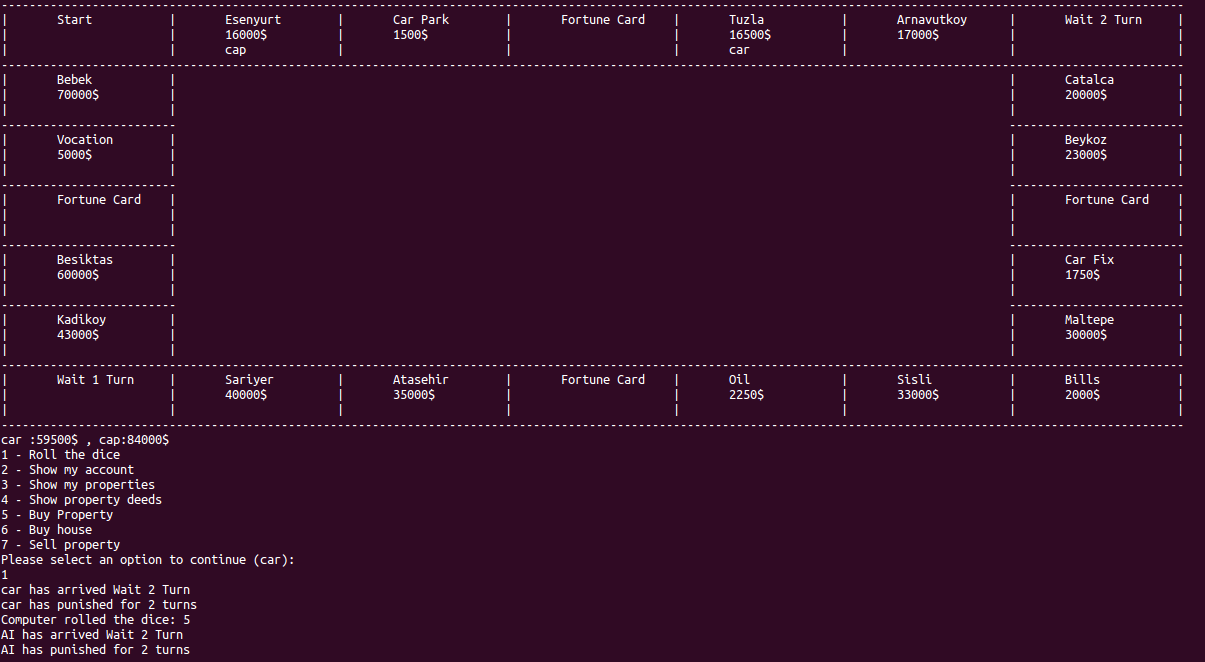 Start Esenyurt Car Park Fortune Card Tuzla Arnavutkoy Wait 2 Turn
16000$ 1500$ 16500$ 17000$
cap car
Bebek Catalca
70000$ 20000$
Vocation Beykoz
5000$ 23000$
Fortune Card Fortune Card
Besiktas Car Fix
60000$ 1750$
Kadikoy Maltepe
43000$ 30000$
Wait 1 Turn Sariyer Atasehir Fortune Card Oil Sisli Bills
40000$ 35000$ 2250$ 33000$ 2000$
car :59500$ , cap:84000$
1 - Roll the dice
2 - Show my account
3 - Show my properties
4 - Show property deeds
5 - Buy Property
6 - Buy house
7 - Sell property
Please select an option to continue (car):
1
car has arrived Wait 2 Turn
car has punished for 2 turns
Computer rolled the dice: 5
AI has arrived Wait 2 Turn
AI has punished for 2 turns